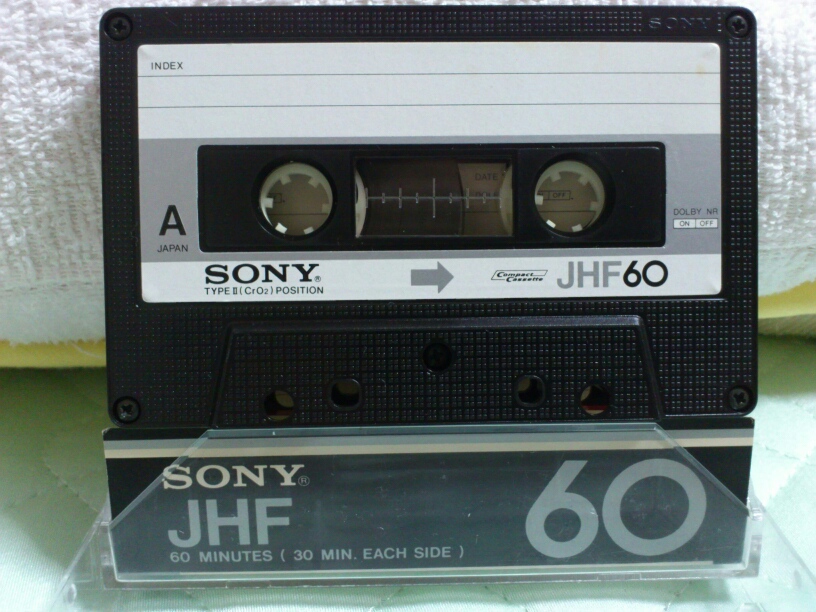 SONY
INDEX
DATE
OFF
A
JAPAN
DOLBY NR
ON OFF
SONY®
TYPE II (CrO2) POSITION
Compact Cassette
JHF60
SONY®
JHF
60
60 MINUTES ( 30 MIN. EACH SIDE )